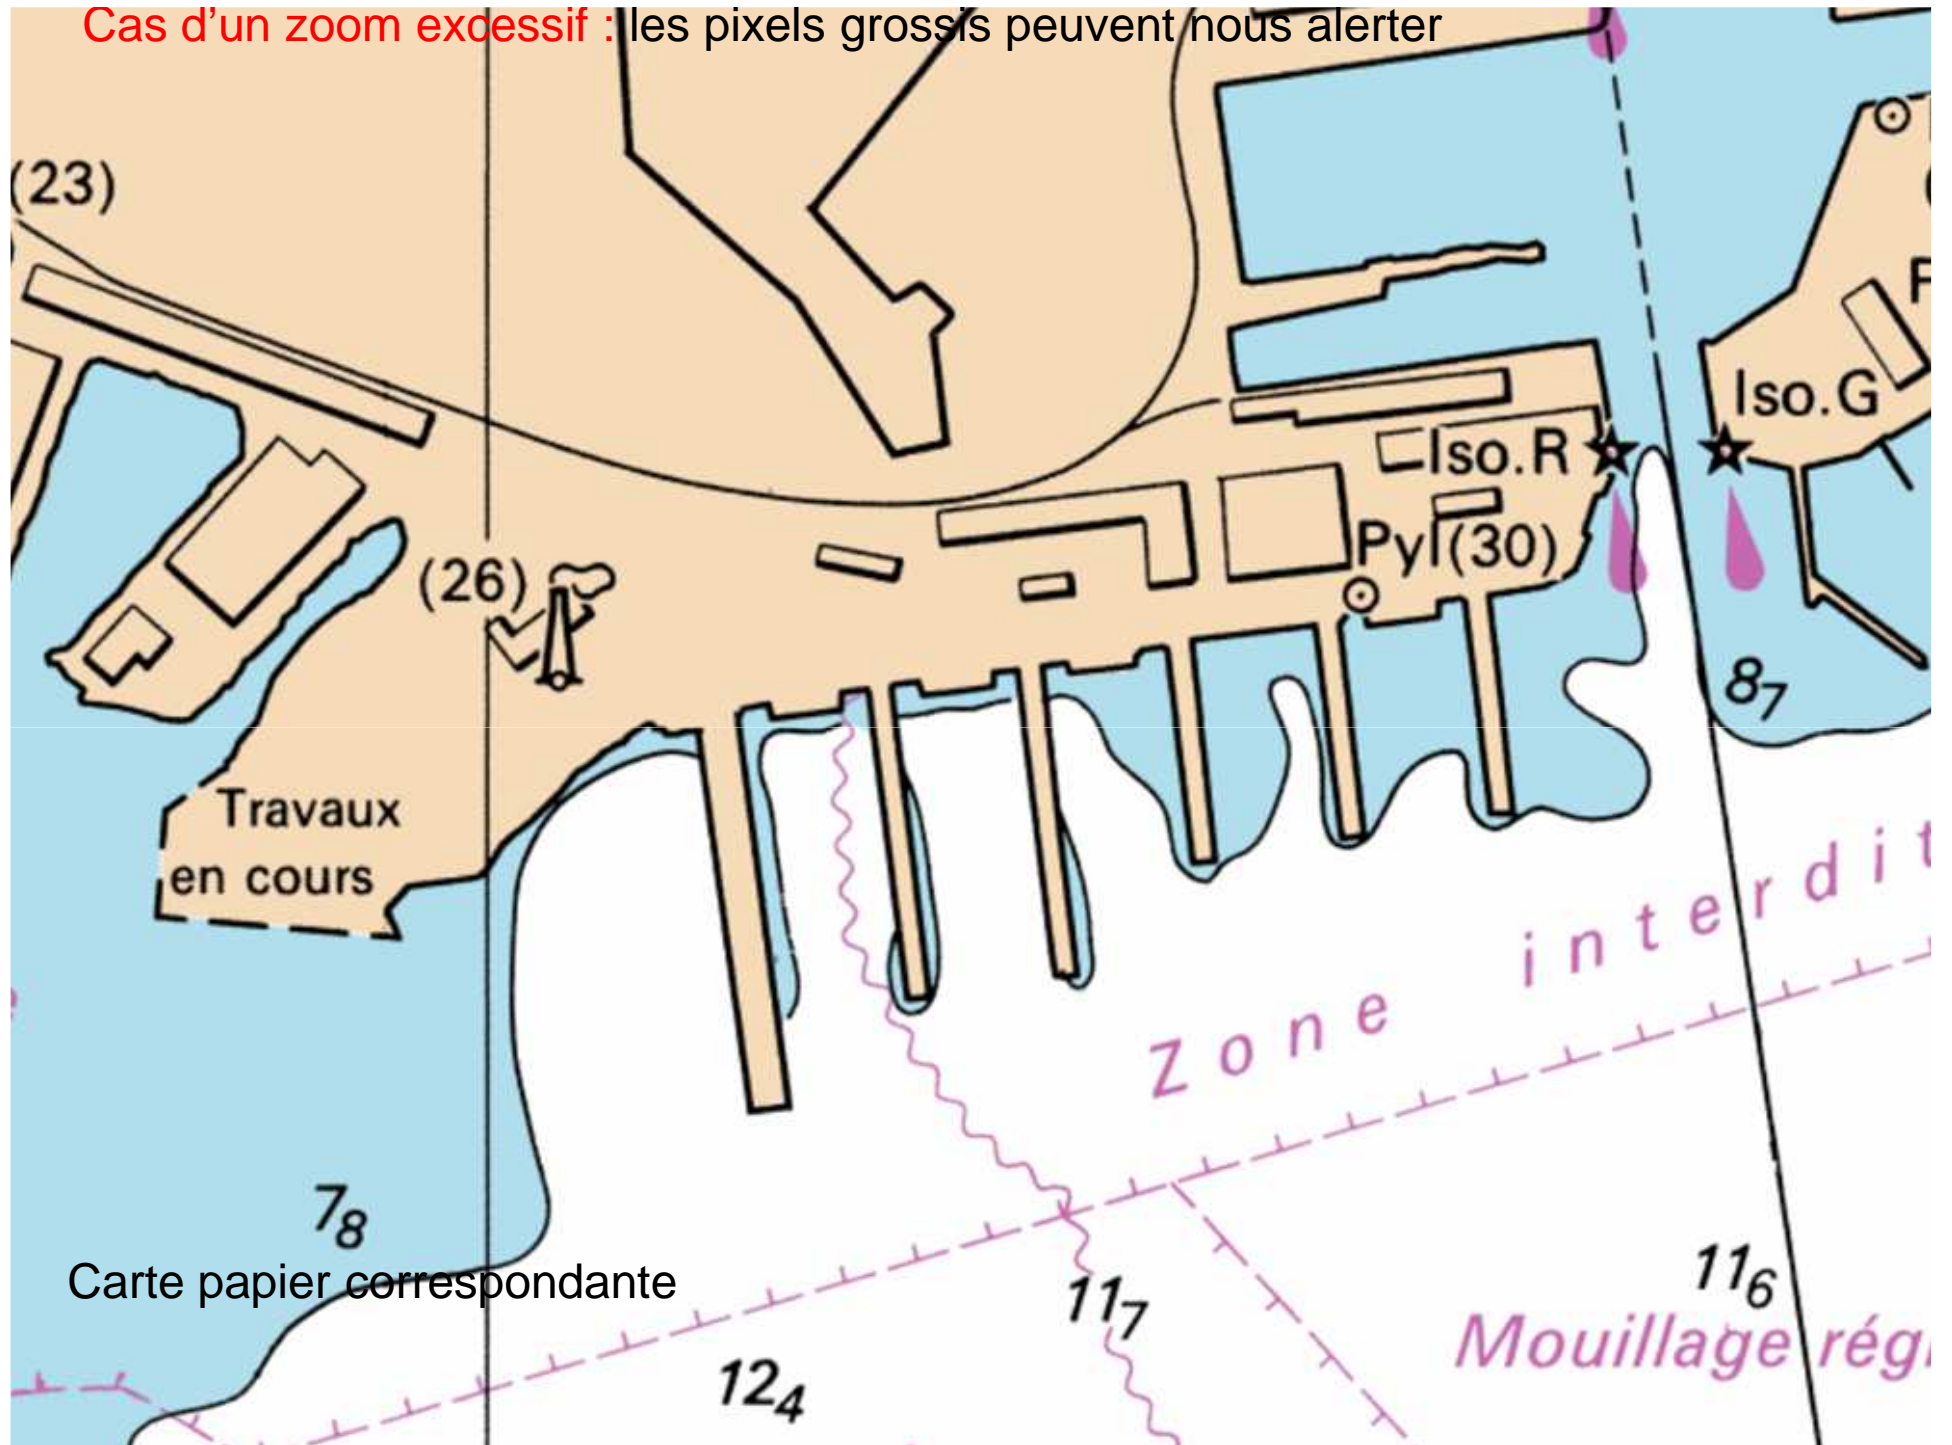 Cas d'un zoom excessif : les pixels grossis peuvent nous alerter
(23)
Iso.G
Iso.R
Pyl(30)
(26)
8₇
Travaux
en cours
Zone interdit
7₈
11₆
Carte papier correspondante
11₇
Mouillage rég
12₄